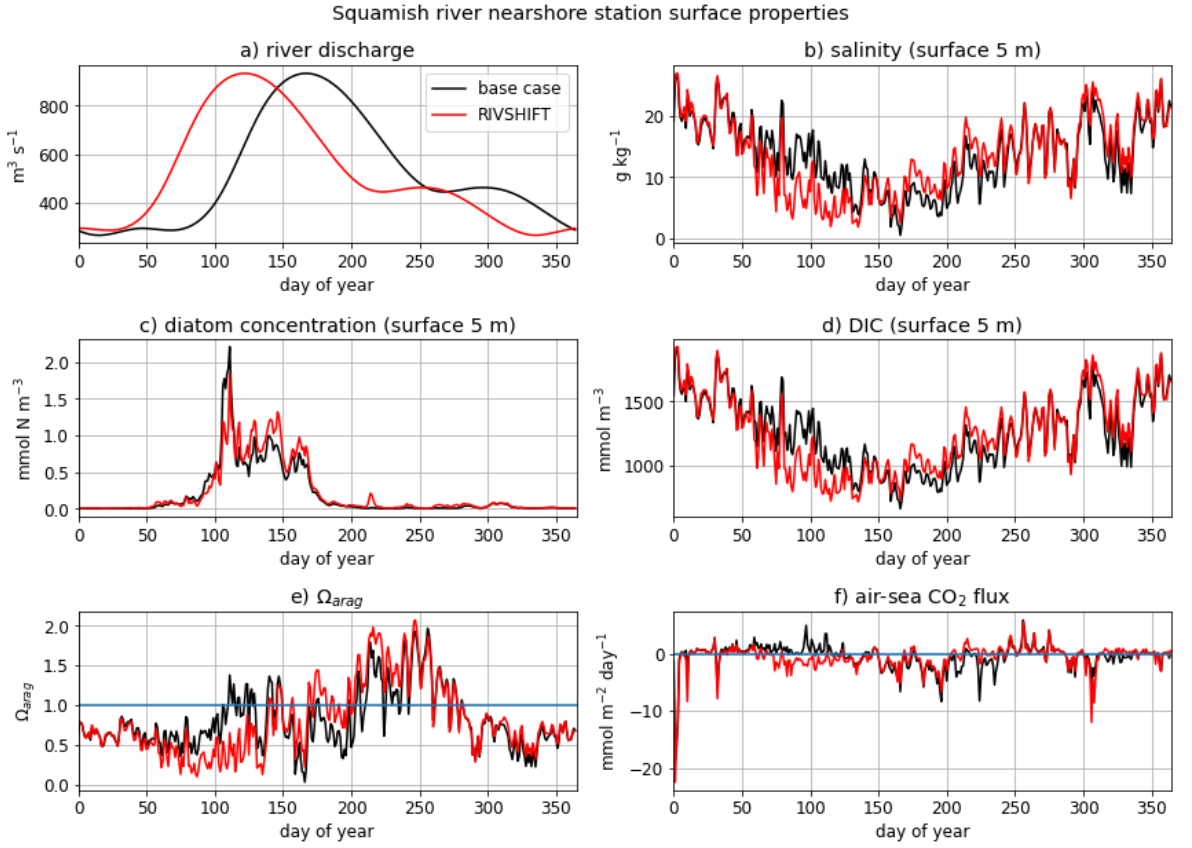 Squamish river nearshore station surface properties
a) river discharge
m³ s⁻¹
800
600
400
0 50 100 150 200 250 300 350
day of year
base case
RIVSHIFT
b) salinity (surface 5 m)
g kg⁻¹
20
10
0
0 50 100 150 200 250 300 350
day of year
c) diatom concentration (surface 5 m)
mmol N m⁻³
2.0
1.5
1.0
0.5
0.0
0 50 100 150 200 250 300 350
day of year
d) DIC (surface 5 m)
mmol m⁻³
1500
1000
0 50 100 150 200 250 300 350
day of year
e) Ωarag
Ωarag
2.0
1.5
1.0
0.5
0.0
0 50 100 150 200 250 300 350
day of year
f) air-sea CO₂ flux
mmol m⁻² day⁻¹
0
−10
−20
0 50 100 150 200 250 300 350
day of year